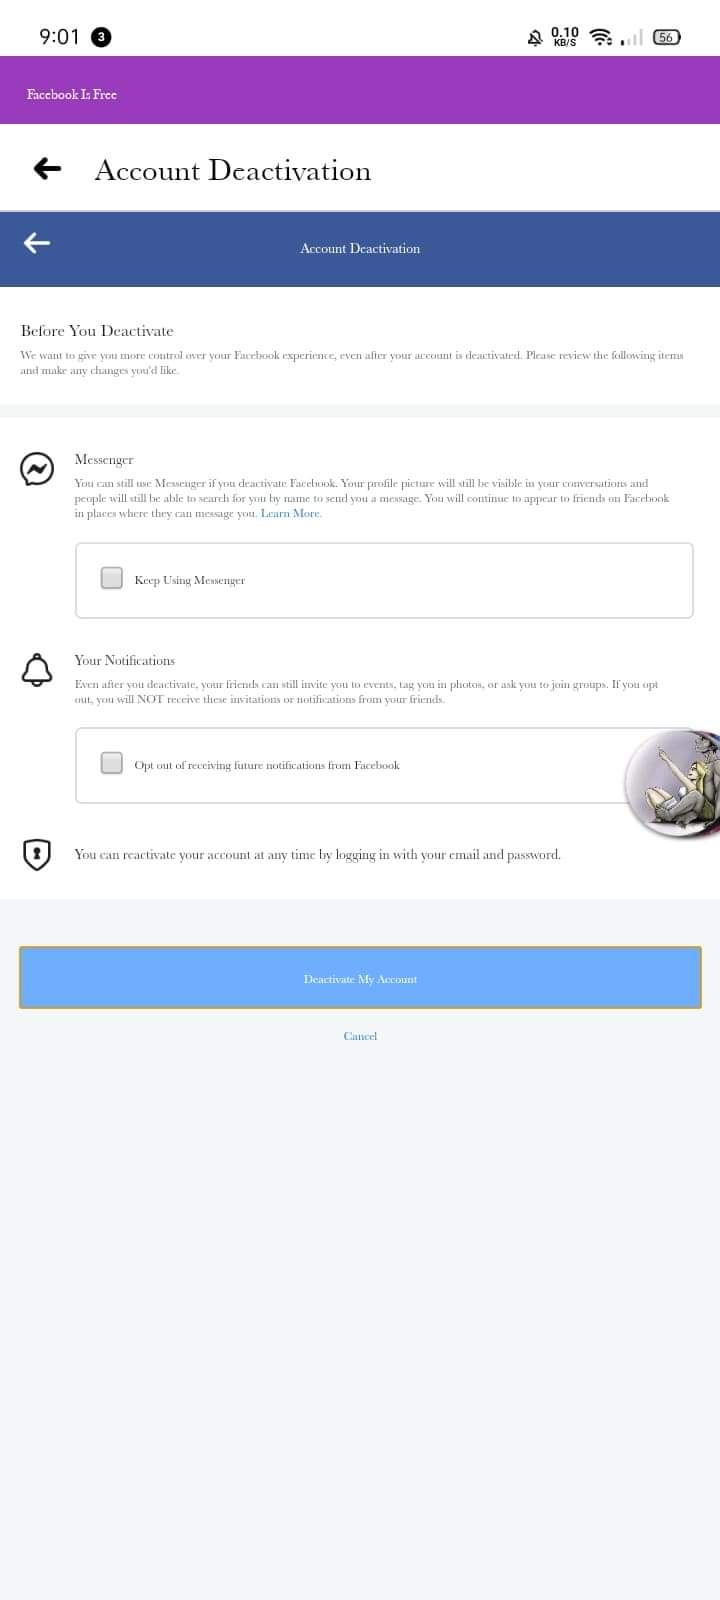 9:01 3 0.10 KB/S 56
Facebook Is Free
Account Deactivation
Account Deactivation
Before You Deactivate
We want to give you more control over your Facebook experience, even after your account is deactivated. Please review the following items
and make any changes you'd like.
Messenger
You can still use Messenger if you deactivate Facebook. Your profile picture will still be visible in your conversations and
people will still be able to search for you by name to send you a message. You will continue to appear to friends on Facebook
in places where they can message you. Learn More.
Keep Using Messenger
Your Notifications
Even after you deactivate, your friends can still invite you to events, tag you in photos, or ask you to join groups. If you opt
out, you will NOT receive these invitations or notifications from your friends.
Opt out of receiving future notifications from Facebook
You can reactivate your account at any time by logging in with your email and password.
Deactivate My Account
Cancel